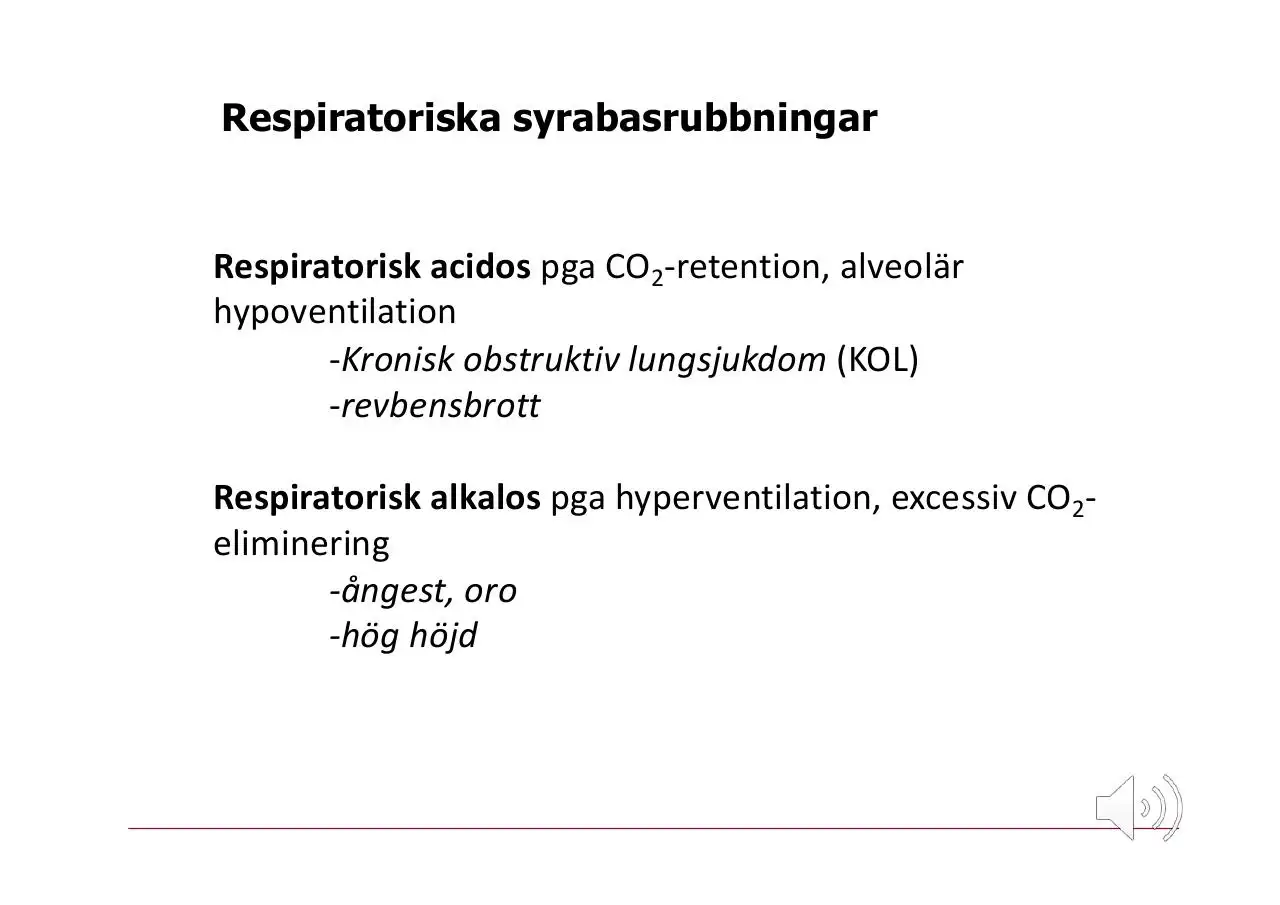 Respiratoriska syrabasrubbningar
Respiratorisk acidos pga CO₂-retention, alveolär
hypoventilation
-Kronisk obstruktiv lungsjukdom (KOL)
-revbensbrott
Respiratorisk alkalos pga hyperventilation, excessiv CO₂-
eliminering
-ångest, oro
-hög höjd